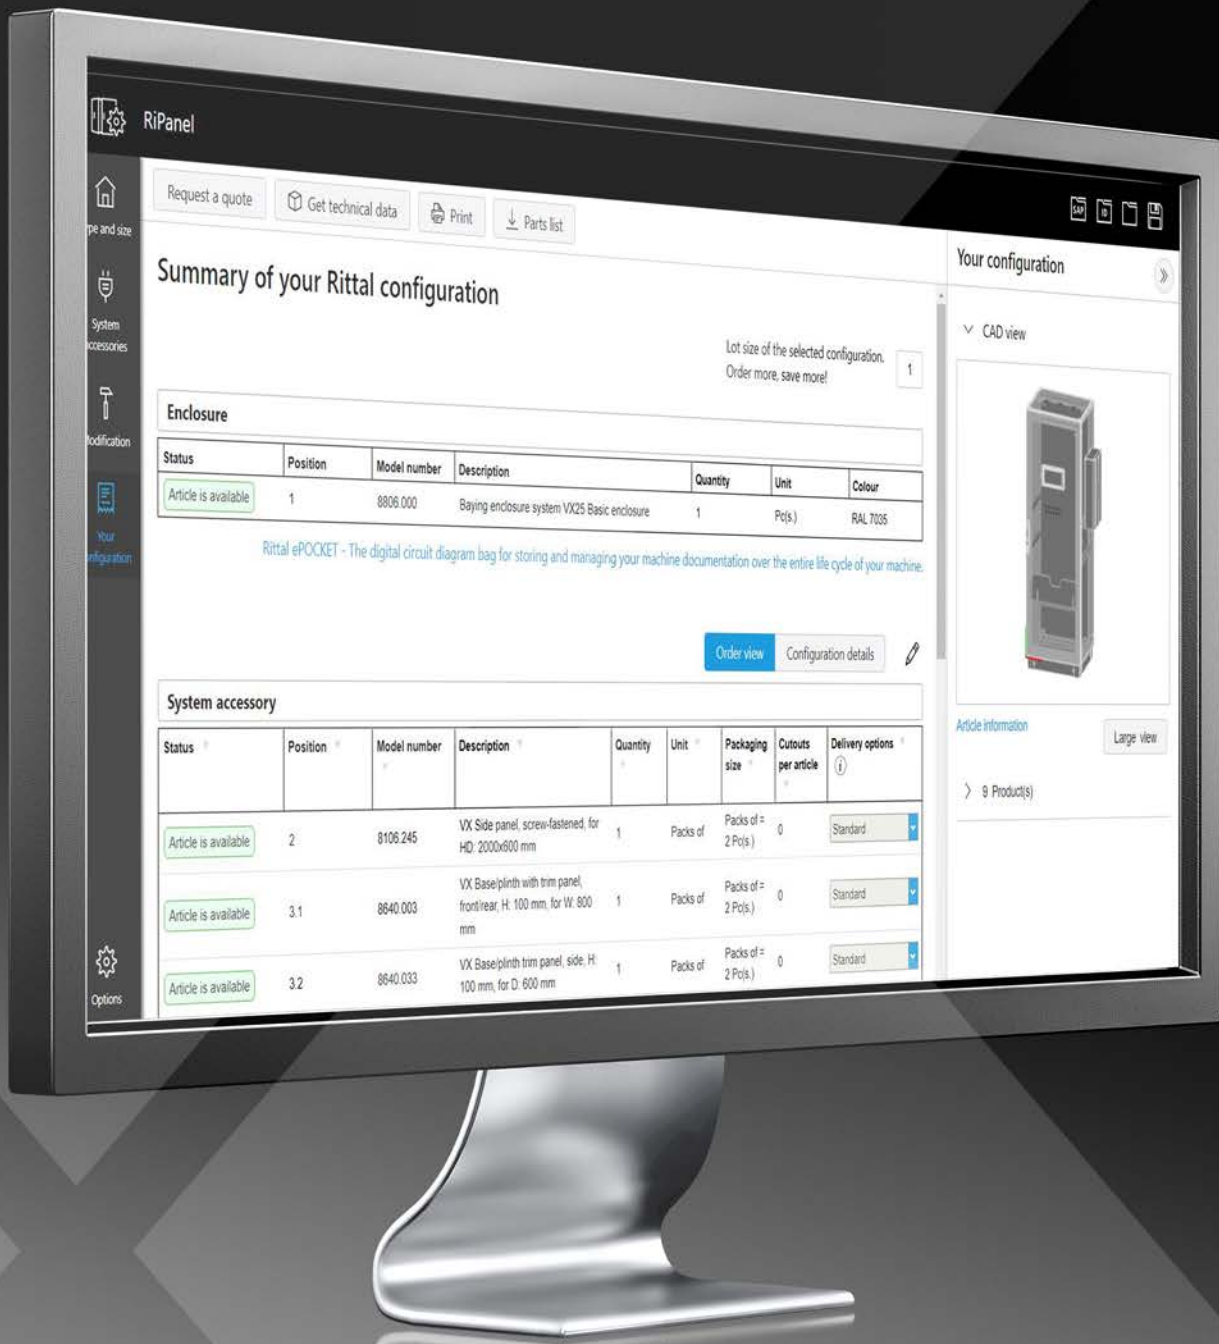 RiPanel
SAP
ID
pe and size
System
ccessories
odification
Your
nfiguration
Options
Request a quote
Get technical data
Print
Parts list
Summary of your Rittal configuration
Lot size of the selected configuration.
Order more, save more!
1
Enclosure
Status Position Model number Description Quantity Unit Colour
Article is available 1 8806.000 Baying enclosure system VX25 Basic enclosure 1 Pc(s.) RAL 7035
Rittal ePOCKET - The digital circuit diagram bag for storing and managing your machine documentation over the entire life cycle of your machine.
Order view Configuration details
System accessory
Status Position Model number Description Quantity Unit Packaging Cutouts Delivery options
size per article i
Article is available 2 8106.245 VX Side panel, screw-fastened, for 1 Packs of Packs of = 0 Standard
HD: 2000x600 mm 2 Pc(s.)
Article is available 3.1 8640.003 VX Base/plinth with trim panel, 1 Packs of Packs of = 0 Standard
front/rear, H: 100 mm, for W: 800 2 Pc(s.)
mm
Article is available 3.2 8640.033 VX Base/plinth trim panel, side, H: 1 Packs of Packs of = 0 Standard
100 mm, for D: 600 mm 2 Pc(s.)
Your configuration
CAD view
Article information
Large view
9 Product(s)